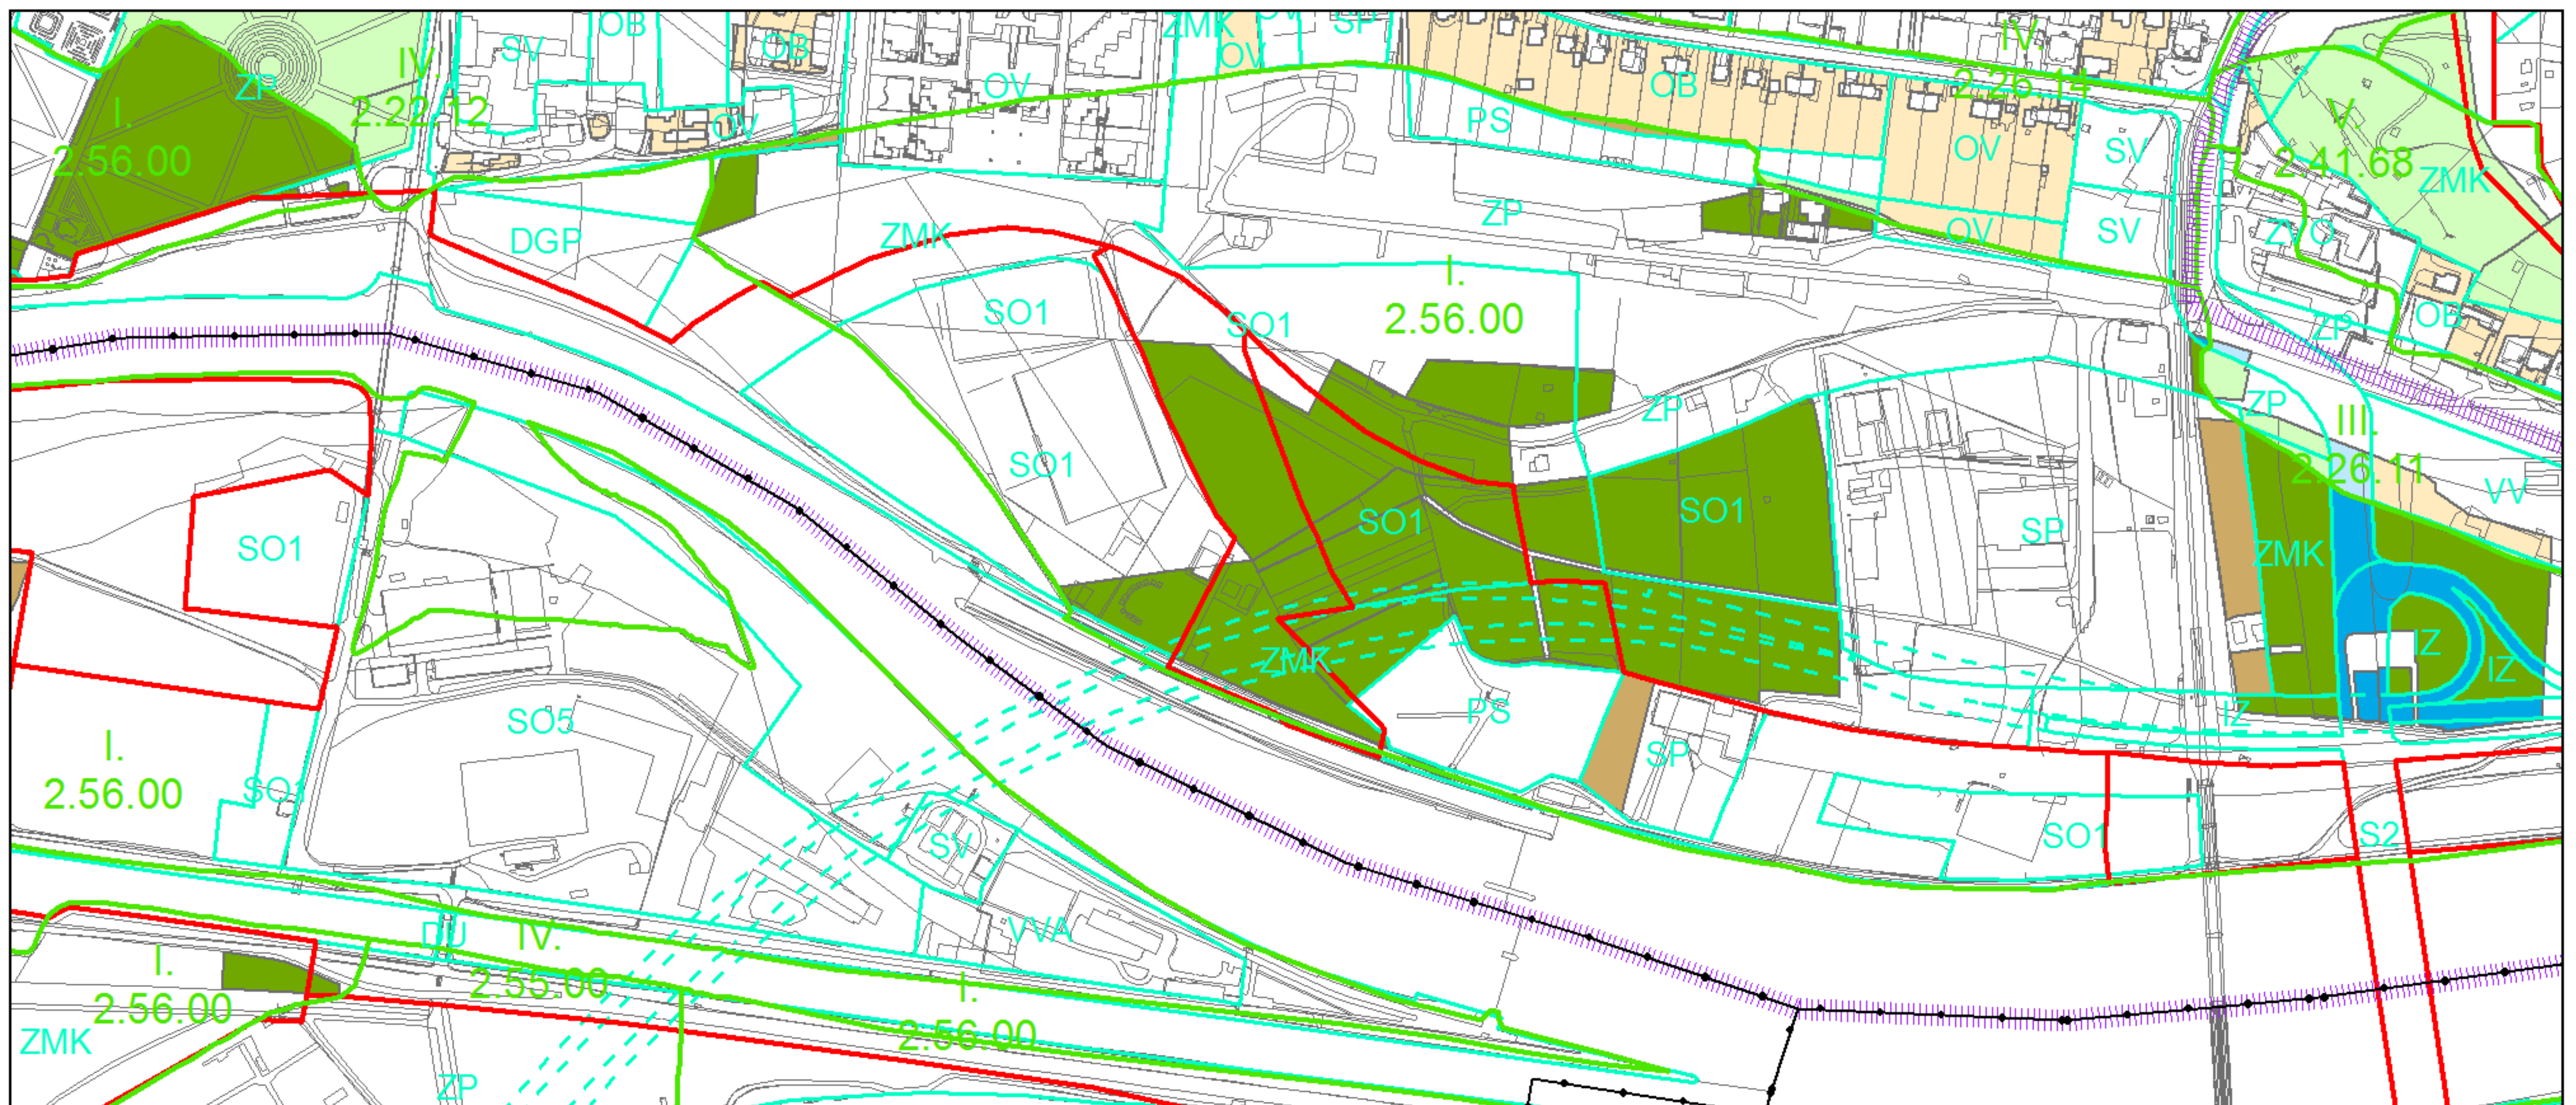 ZMK
OV
SP
OB
SV
OB
IV.
IV.
ZP
OV
OB
2.26.14
I.
2.22.12
OV
PS
V.
2.56.00
OV
SV
2.41.68
ZMK
DGP
ZMK
ZP
OV
SV
I.
SO1
SO1
2.56.00
OB
ZP
ZP
ZP
III.
SO1
2.26.11
VV
SO1
SO1
SO1
SP
ZMK
ZMK
IZ
IZ
SO5
PS
IZ
I.
SP
2.56.00
SO1
SV
SO1
S2
DU
IV.
VVA
I.
2.55.00
I.
2.56.00
2.56.00
ZMK
ZP